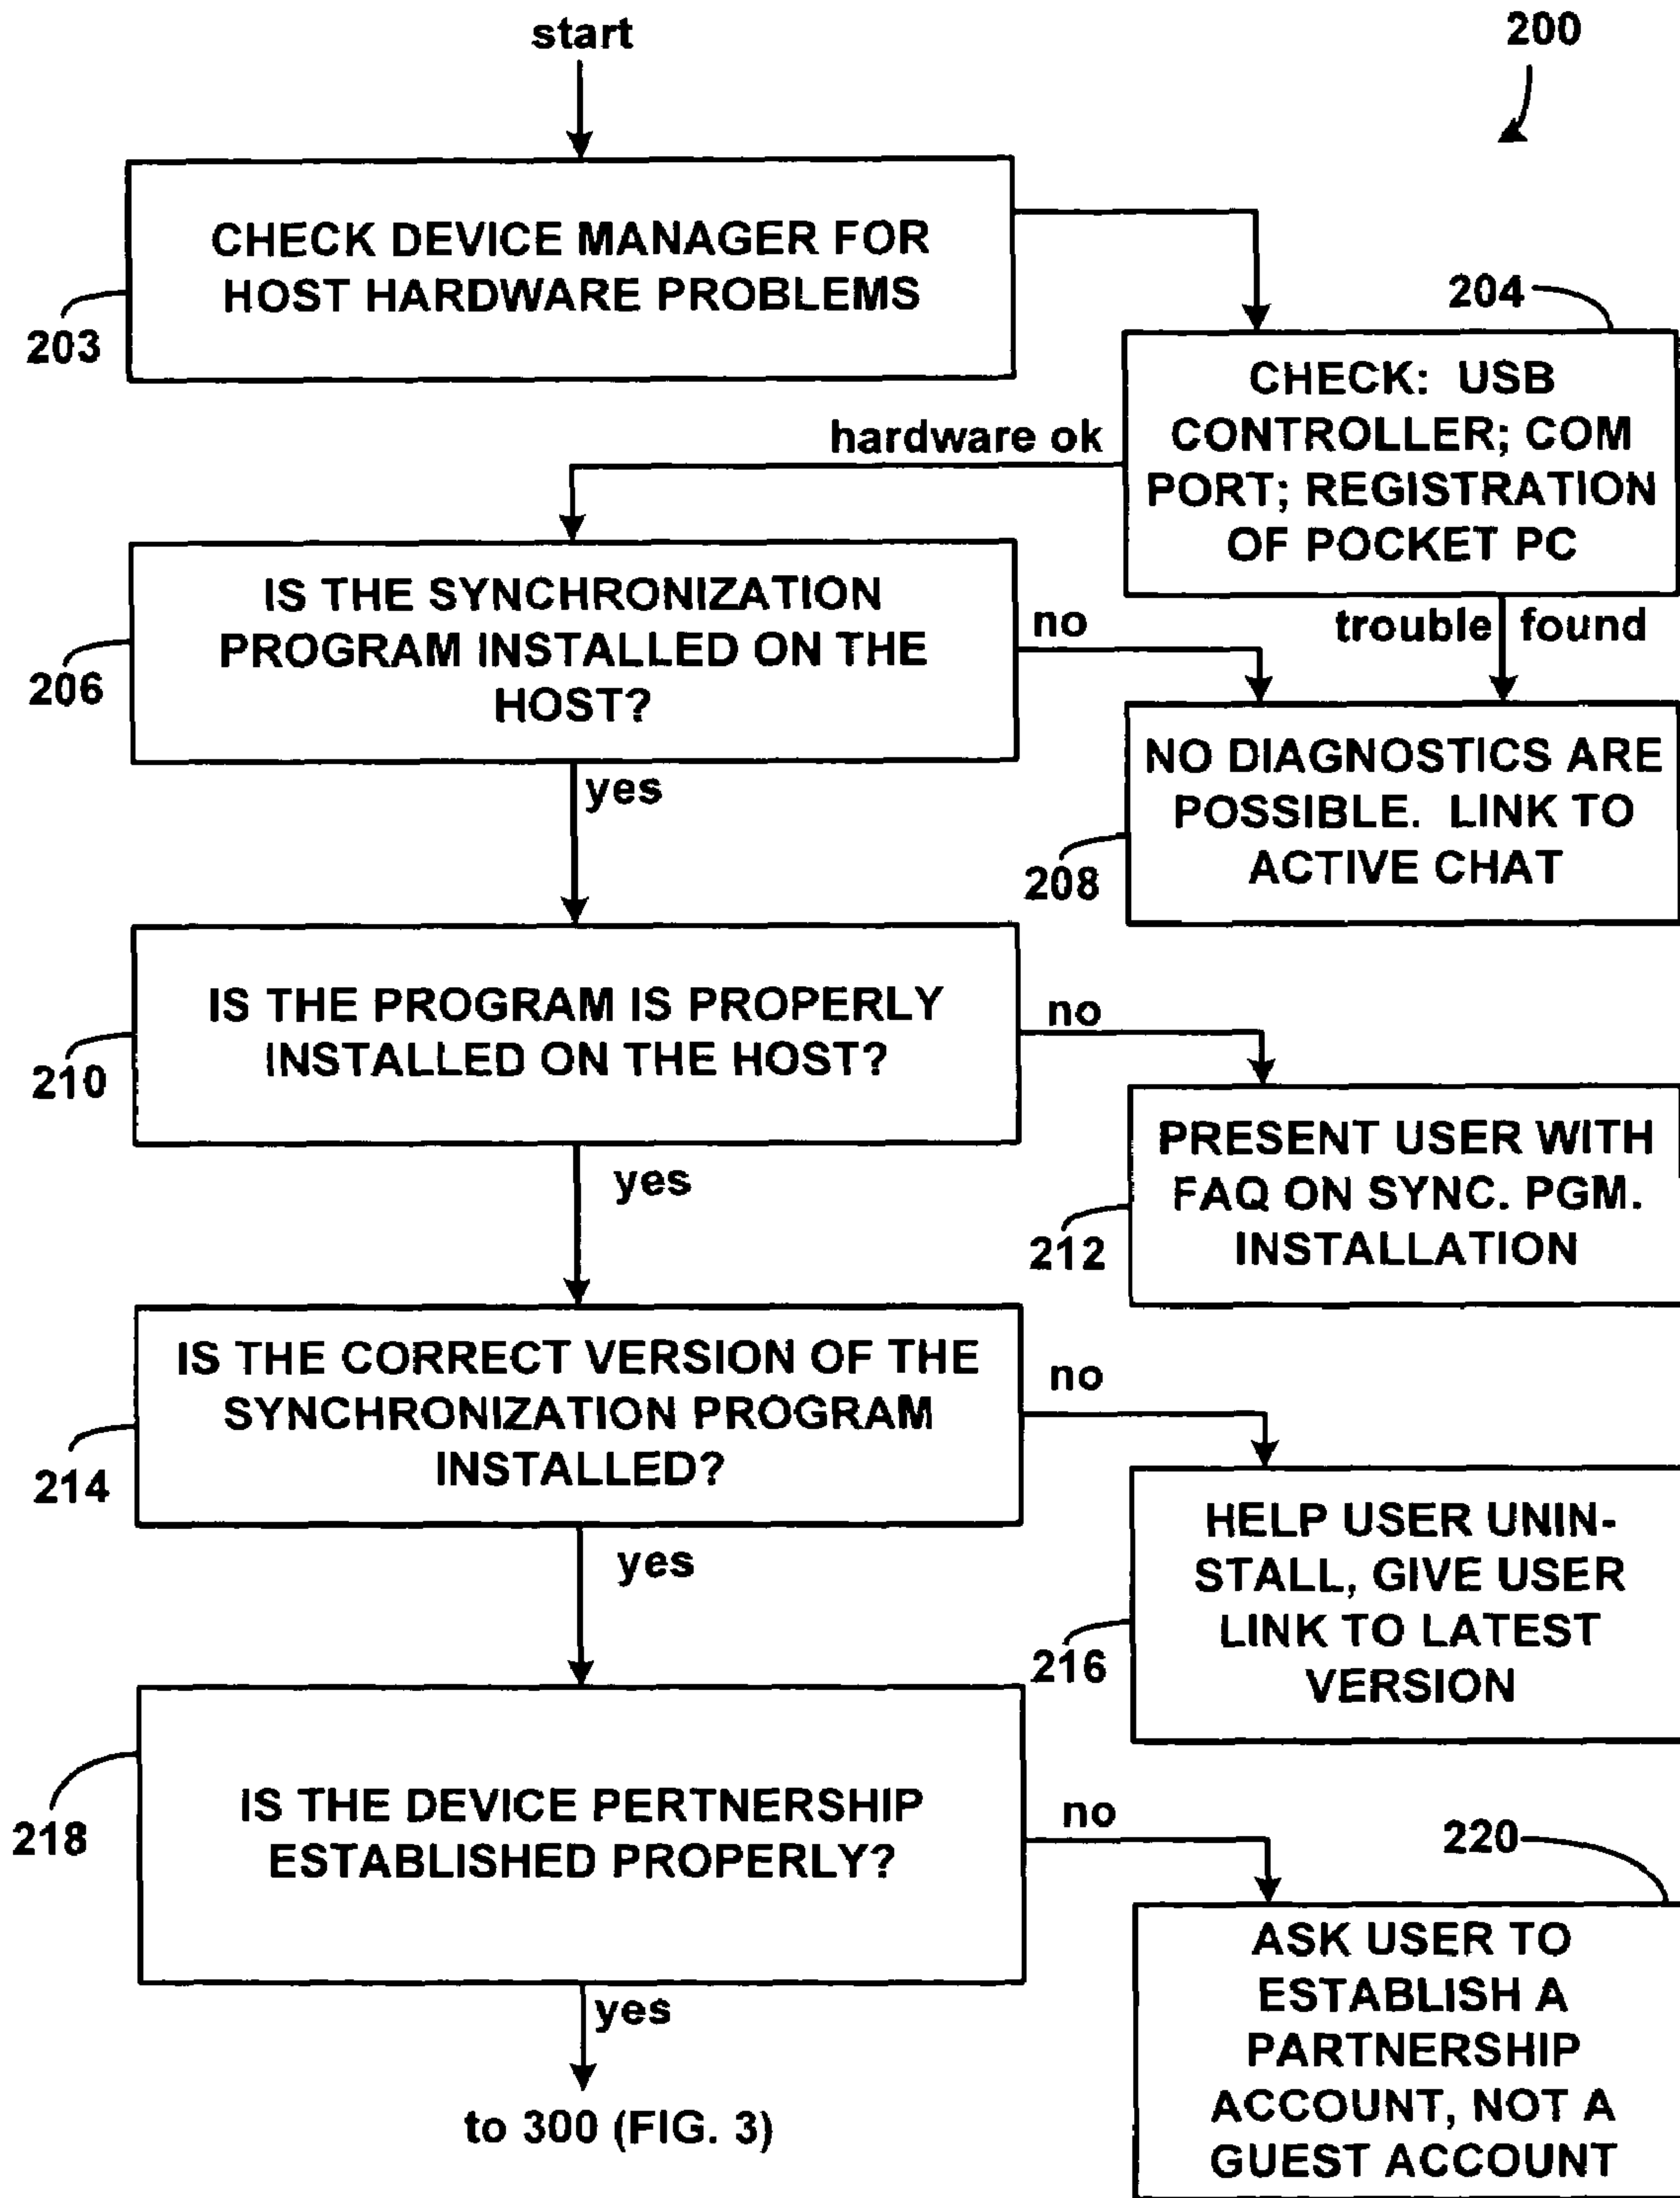 start
200
CHECK DEVICE MANAGER FOR
HOST HARDWARE PROBLEMS
203
204
CHECK: USB
CONTROLLER; COM
PORT; REGISTRATION
OF POCKET PC
hardware ok
trouble found
IS THE SYNCHRONIZATION
PROGRAM INSTALLED ON THE
HOST?
206
no
yes
NO DIAGNOSTICS ARE
POSSIBLE. LINK TO
ACTIVE CHAT
208
IS THE PROGRAM IS PROPERLY
INSTALLED ON THE HOST?
210
no
yes
PRESENT USER WITH
FAQ ON SYNC. PGM.
INSTALLATION
212
IS THE CORRECT VERSION OF THE
SYNCHRONIZATION PROGRAM
INSTALLED?
214
no
yes
HELP USER UNIN-
STALL, GIVE USER
LINK TO LATEST
VERSION
216
IS THE DEVICE PERTNERSHIP
ESTABLISHED PROPERLY?
218
no
yes
220
ASK USER TO
ESTABLISH A
PARTNERSHIP
ACCOUNT, NOT A
GUEST ACCOUNT
to 300 (FIG. 3)